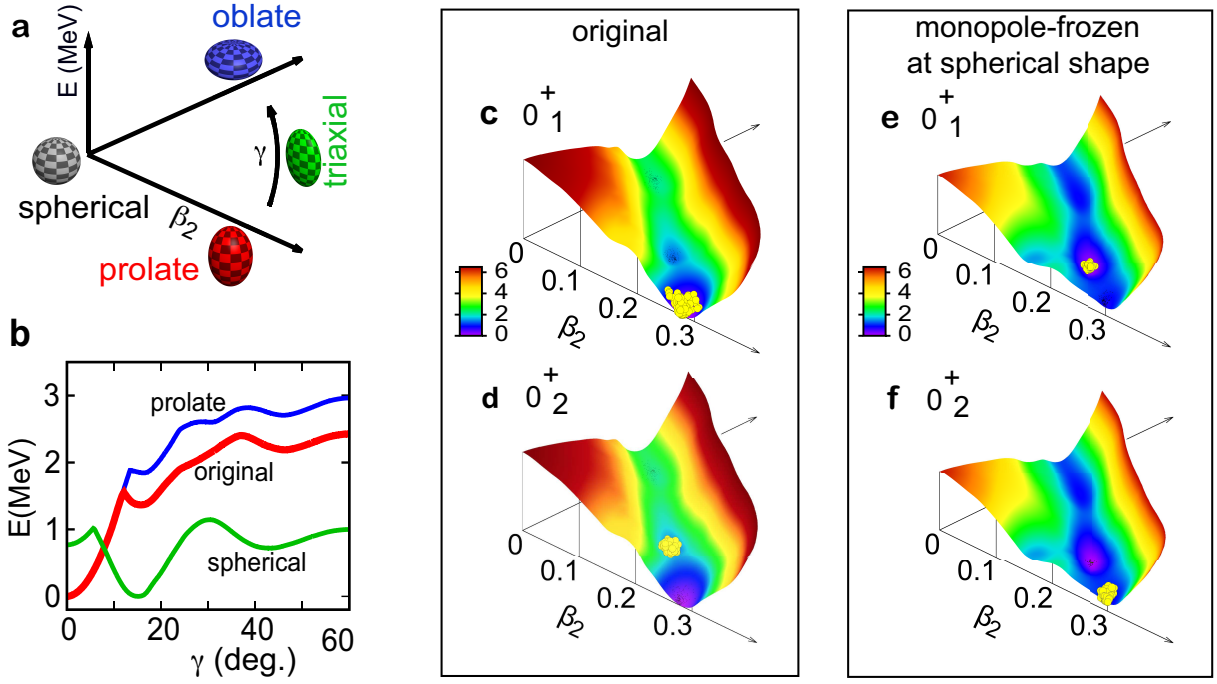 a
E (MeV)
oblate
γ
triaxial
spherical
β2
prolate
b
3
2
1
0
E(MeV)
prolate
original
spherical
0
20
40
60
γ (deg.)
original
c
0+1
0
0.1
0.2
0.3
β2
6
4
2
0
d
0+2
0
0.1
0.2
0.3
β2
monopole-frozen
at spherical shape
e
0+1
0
0.1
0.2
0.3
β2
6
4
2
0
f
0+2
0
0.1
0.2
0.3
β2